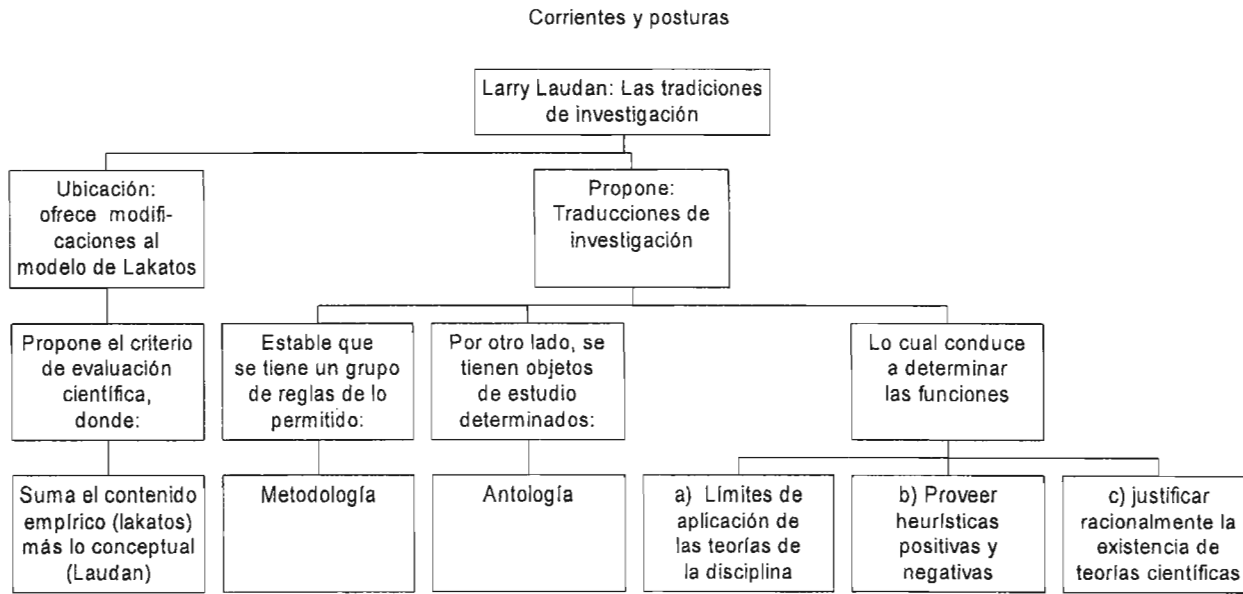 Corrientes y posturas
Larry Laudan: Las tradiciones
de investigación
Ubicación:
ofrece modifi-
caciones al
modelo de Lakatos
Propone:
Traducciones de
investigación
Propone el criterio
de evaluación
científica,
donde:
Estable que
se tiene un grupo
de reglas de lo
permitido:
Por otro lado, se
tienen objetos
de estudio
determinados:
Lo cual conduce
a determinar
las funciones
Suma el contenido
empírico (lakatos)
más lo conceptual
(Laudan)
Metodología
Antología
a) Límites de
aplicación de
las teorías de
la disciplina
b) Proveer
heurísticas
positivas y
negativas
c) justificar
racionalmente la
existencia de
teorías científicas